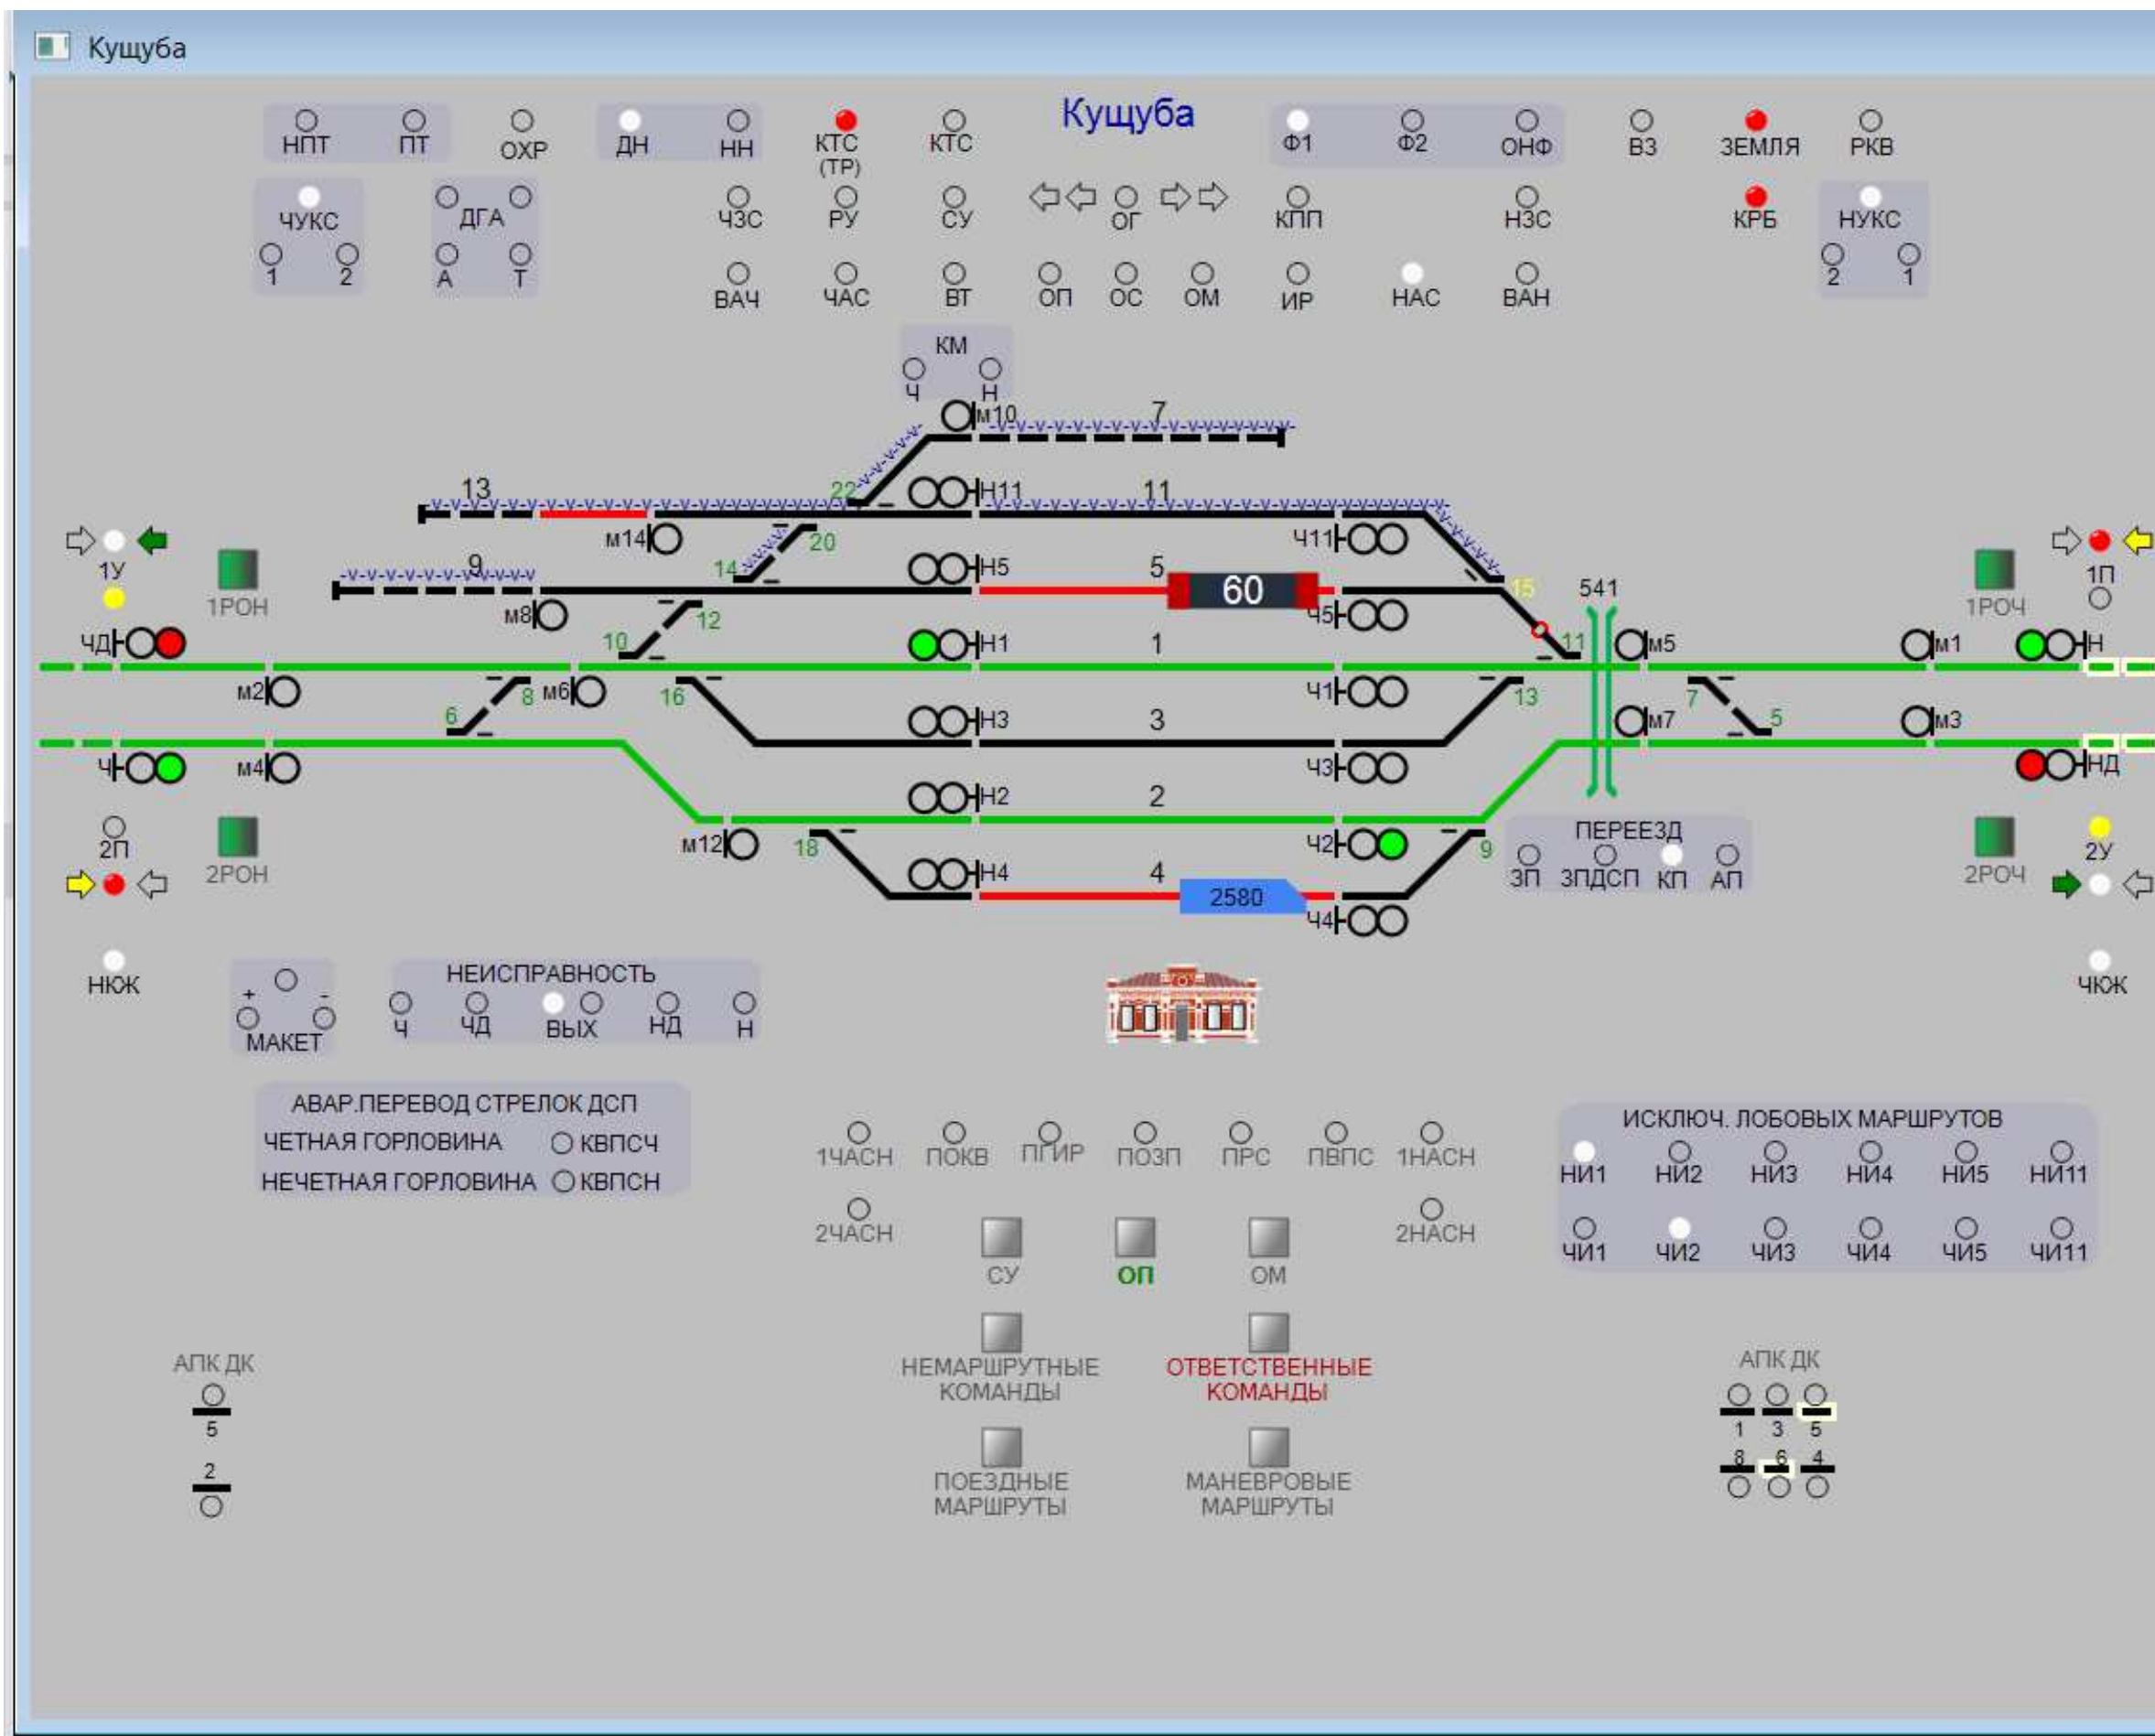 Кущуба
Кущуба
НПТ ПТ ОХР ДН НН КТС (ТР) КТС Ф1 Ф2 ОНФ ВЗ ЗЕМЛЯ РКВ
ЧУКС ДГА ЧЗС РУ СУ ОГ КПП НЗС КРБ НУКС
1 2 А Т ВАЧ ЧАС ВТ ОП ОС ОМ ИР НАС ВАН 2 1
КМ
Ч Н
М10 7
13 22 Н11 11
М14 20 Ч11
1У 9 14 Н5 5 60 15 541 1П
1РОН М8 12 Ч5 1РОЧ
ЧД 10 Н1 1 11 М5 М1 Н
М2 8 М6 16 Ч1 13 7
6 Н3 3 М7 5 М3
Ч М4 Ч3 НД
Н2 2 ПЕРЕЕЗД
2П М12 18 Ч2 9 2У
2РОН Н4 4 2580 ЗП ЗПДСП КП АП 2РОЧ
Ч4
НКЖ НЕИСПРАВНОСТЬ ЧКЖ
+ -
МАКЕТ Ч ЧД ВЫХ НД Н
АВАР.ПЕРЕВОД СТРЕЛОК ДСП
ЧЕТНАЯ ГОРЛОВИНА КВПСЧ
НЕЧЕТНАЯ ГОРЛОВИНА КВПСН
ИСКЛЮЧ. ЛОБОВЫХ МАРШРУТОВ
1ЧАСН ПОКВ ПГИР ПОЗП ПРС ПВПС 1НАСН НИ1 НИ2 НИ3 НИ4 НИ5 НИ11
2ЧАСН 2НАСН ЧИ1 ЧИ2 ЧИ3 ЧИ4 ЧИ5 ЧИ11
СУ ОП ОМ
НЕМАРШРУТНЫЕ КОМАНДЫ
ОТВЕТСТВЕННЫЕ КОМАНДЫ
ПОЕЗДНЫЕ МАРШРУТЫ
МАНЕВРОВЫЕ МАРШРУТЫ
АПК ДК
5
2
АПК ДК
1 3 5
8 6 4